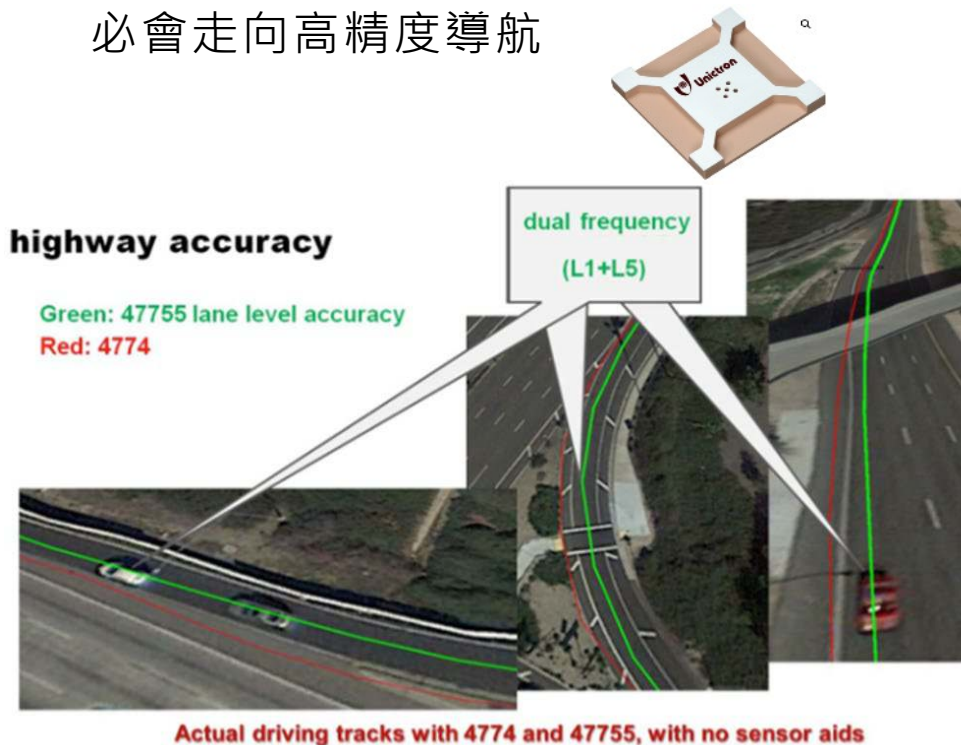 必會走向高精度導航
Unictron
dual frequency
(L1+L5)
highway accuracy
Green: 47755 lane level accuracy
Red: 4774
Actual driving tracks with 4774 and 47755, with no sensor aids